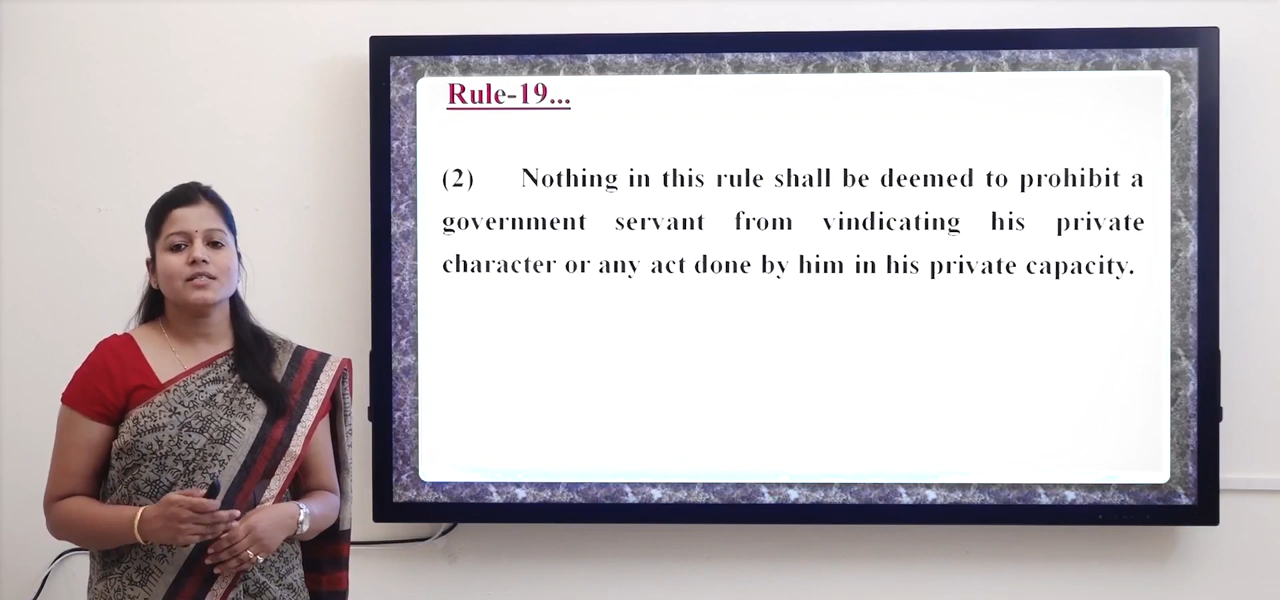 Rule-19...
(2) Nothing in this rule shall be deemed to prohibit a
government servant from vindicating his private
character or any act done by him in his private capacity.